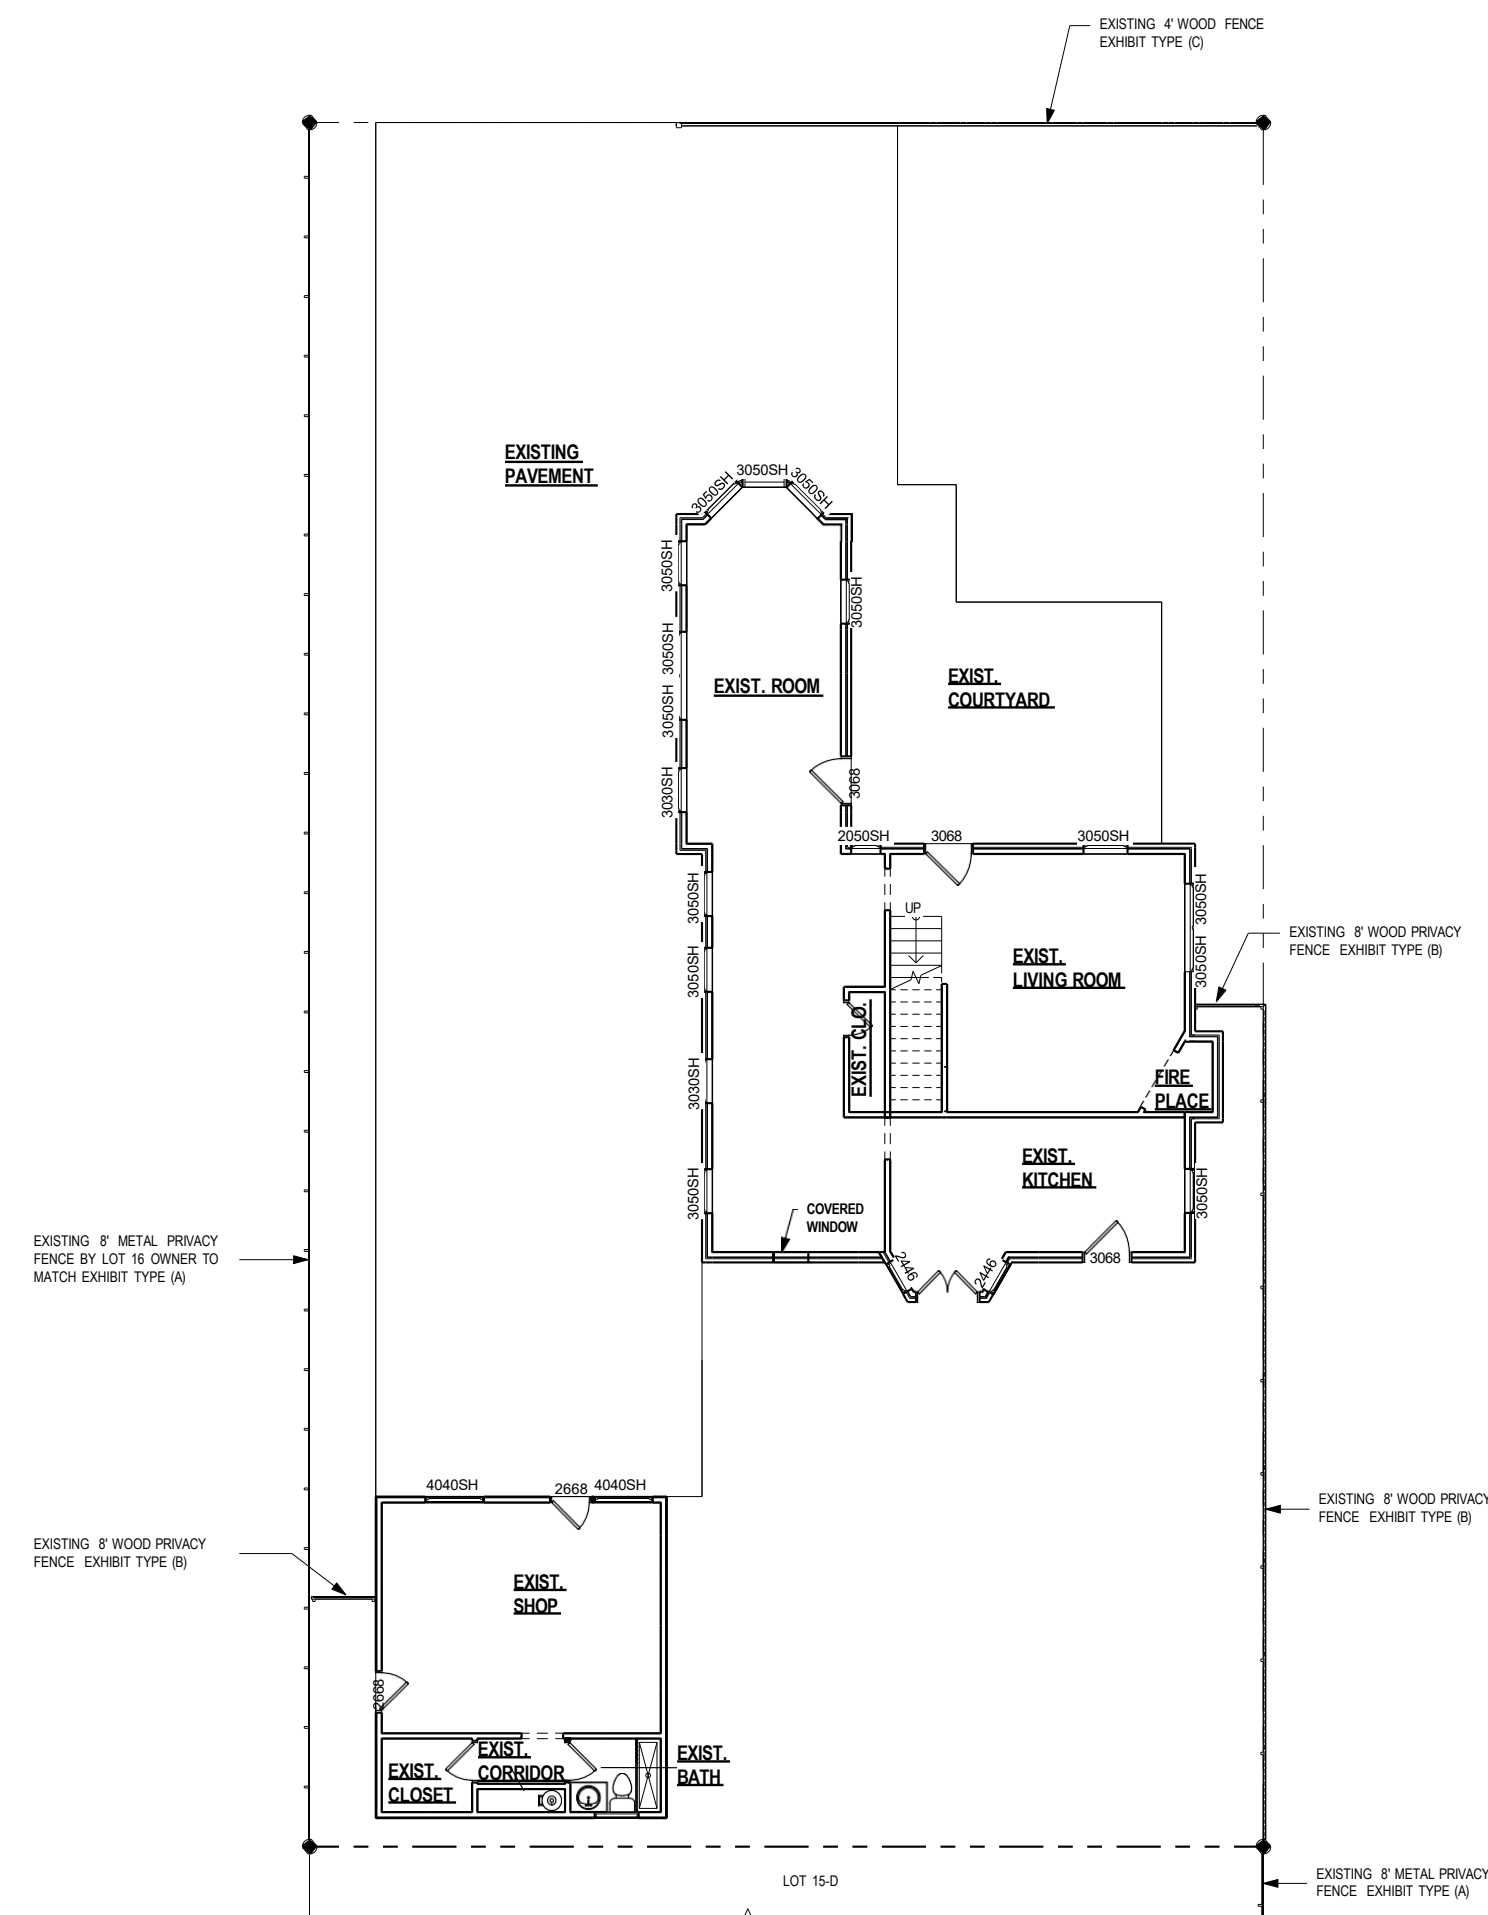 EXISTING 4' WOOD FENCE
EXHIBIT TYPE (C)
EXISTING
PAVEMENT
3050SH
3050SH
3050SH
3050SH
3050SH
3050SH
3050SH
3030SH
EXIST. ROOM
EXIST.
COURTYARD
3068
2050SH
3068
3050SH
3050SH
3050SH
3050SH
3050SH
UP
EXIST.
LIVING ROOM
EXISTING 8' WOOD PRIVACY
FENCE EXHIBIT TYPE (B)
EXIST. CLO.
3030SH
FIRE
PLACE
EXIST.
KITCHEN
3050SH
3050SH
COVERED
WINDOW
2446
2446
3068
EXISTING 8' METAL PRIVACY
FENCE BY LOT 16 OWNER TO
MATCH EXHIBIT TYPE (A)
4040SH
2668
4040SH
EXISTING 8' WOOD PRIVACY
FENCE EXHIBIT TYPE (B)
EXISTING 8' WOOD PRIVACY
FENCE EXHIBIT TYPE (B)
EXIST.
SHOP
2668
EXIST.
CLOSET
EXIST.
CORRIDOR
EXIST.
BATH
LOT 15-D
EXISTING 8' METAL PRIVACY
FENCE EXHIBIT TYPE (A)